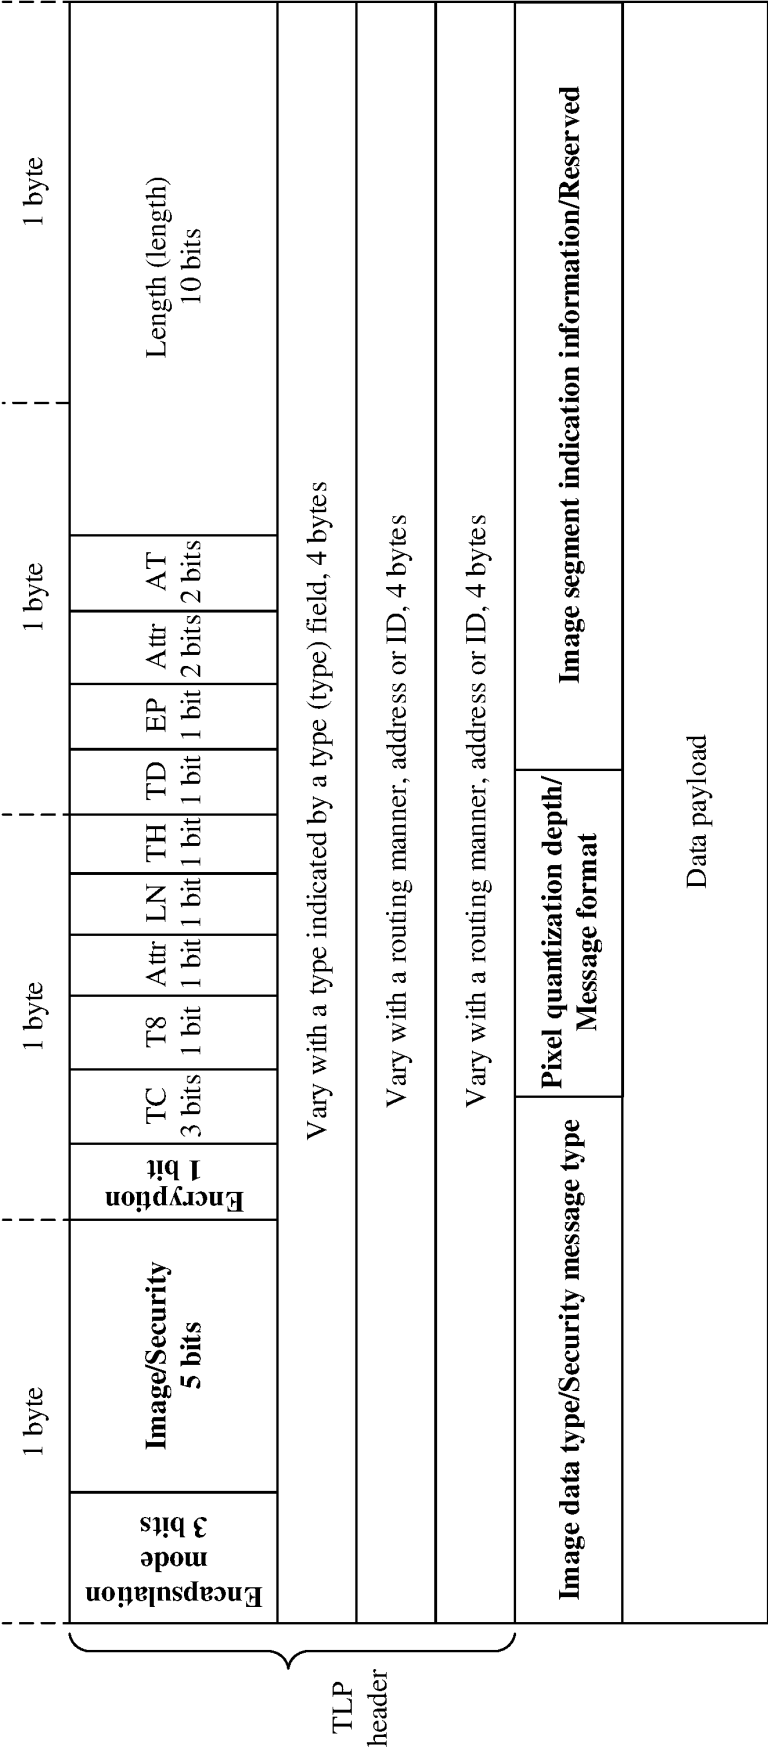 1 byte
1 byte
1 byte
1 byte
Encapsulation
mode
3 bits
Image/Security
5 bits
Encryption
1 bit
TC
3 bits
T8
1 bit
Attr
1 bit
LN
1 bit
TH
1 bit
TD
1 bit
EP
1 bit
Attr
2 bits
AT
2 bits
Length (length)
10 bits
TLP
header
Vary with a type indicated by a type (type) field, 4 bytes
Vary with a routing manner, address or ID, 4 bytes
Vary with a routing manner, address or ID, 4 bytes
Image data type/Security message type
Pixel quantization depth/
Message format
Image segment indication information/Reserved
Data payload